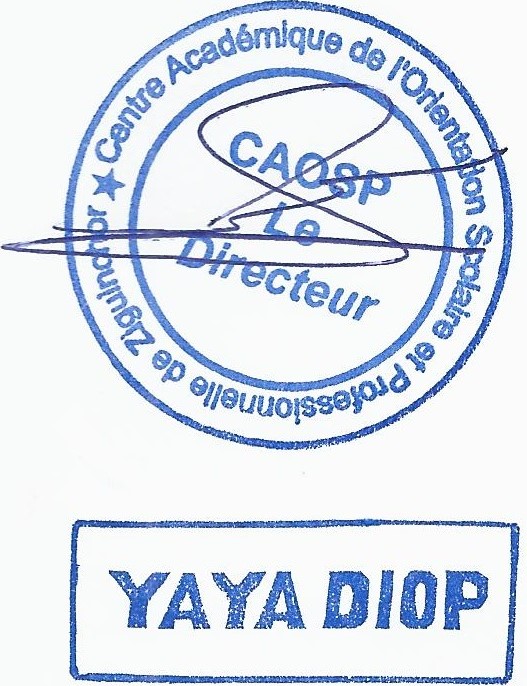 ★ Centre Académique de l'Orientation Scolaire et Professionnelle de Ziguinchor
CAOSP
Le
Directeur
YAYA DIOP